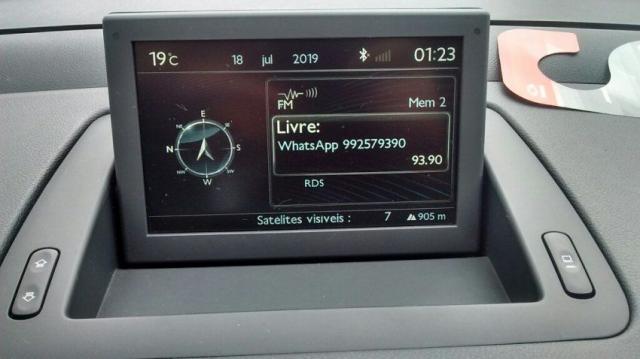 19°C 18 jul 2019 01:23
FM Mem 2
Livre:
WhatsApp 992579390
93.90
RDS
E
N S
W
Satelites visiveis : 7 905 m